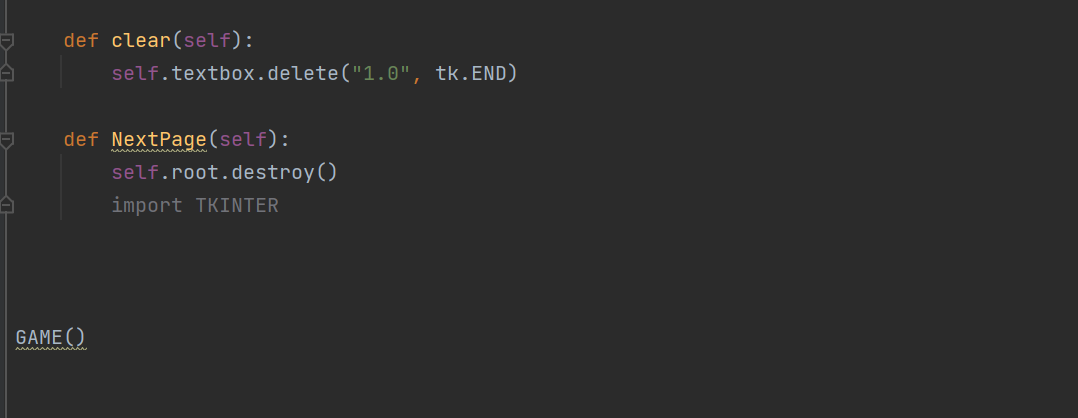 def clear(self):
self.textbox.delete("1.0", tk.END)
def NextPage(self):
self.root.destroy()
import TKINTER
GAME()